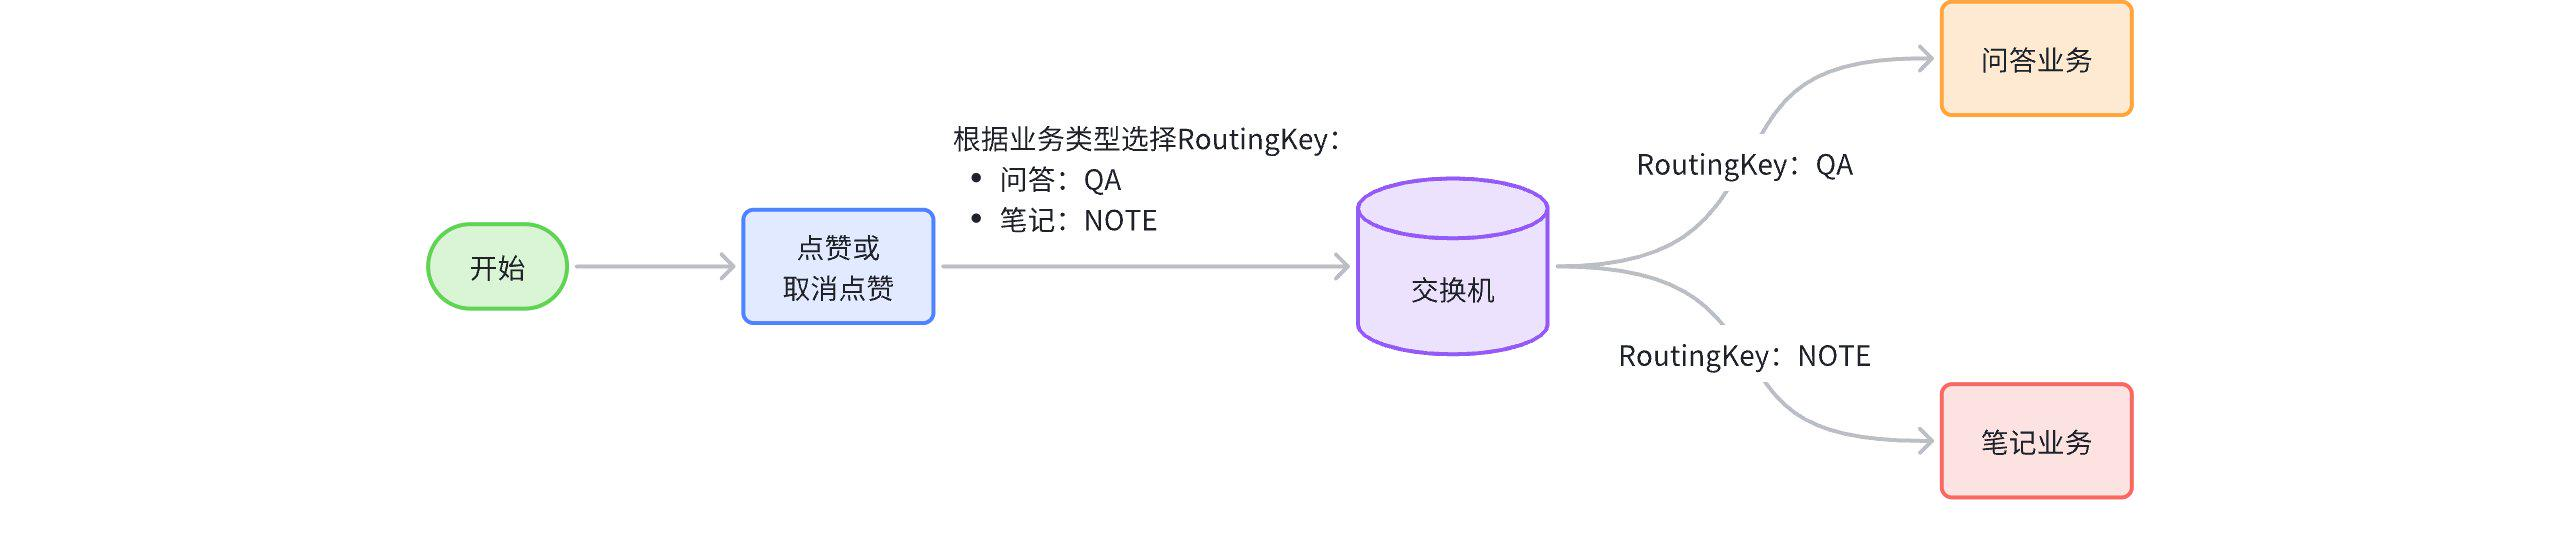 开始
点赞或
取消点赞
根据业务类型选择RoutingKey：
• 问答：QA
• 笔记：NOTE
交换机
RoutingKey：QA
问答业务
RoutingKey：NOTE
笔记业务